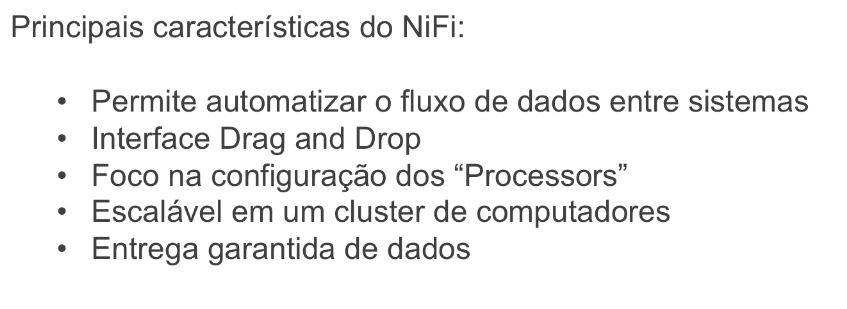 Principais características do NiFi:
• Permite automatizar o fluxo de dados entre sistemas
• Interface Drag and Drop
• Foco na configuração dos “Processors”
• Escalável em um cluster de computadores
• Entrega garantida de dados